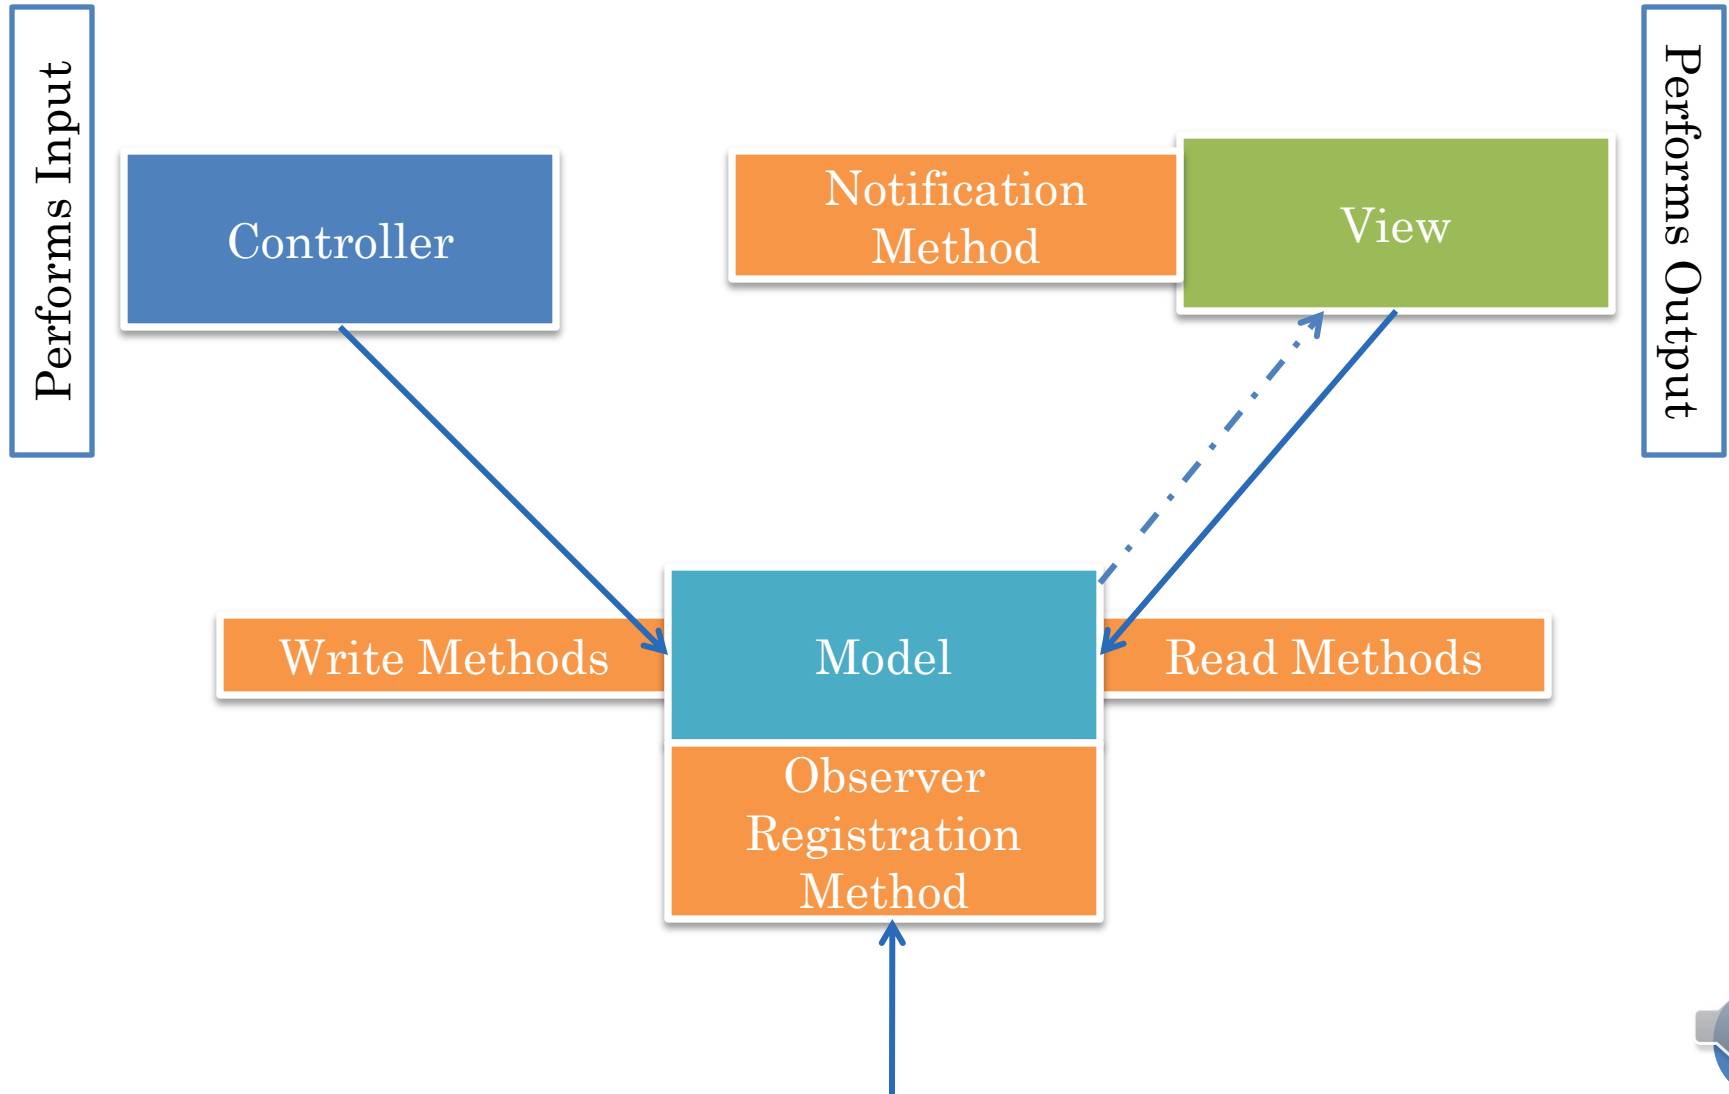 Performs Input
Controller
Notification
Method
View
Performs Output
Write Methods
Model
Read Methods
Observer
Registration
Method